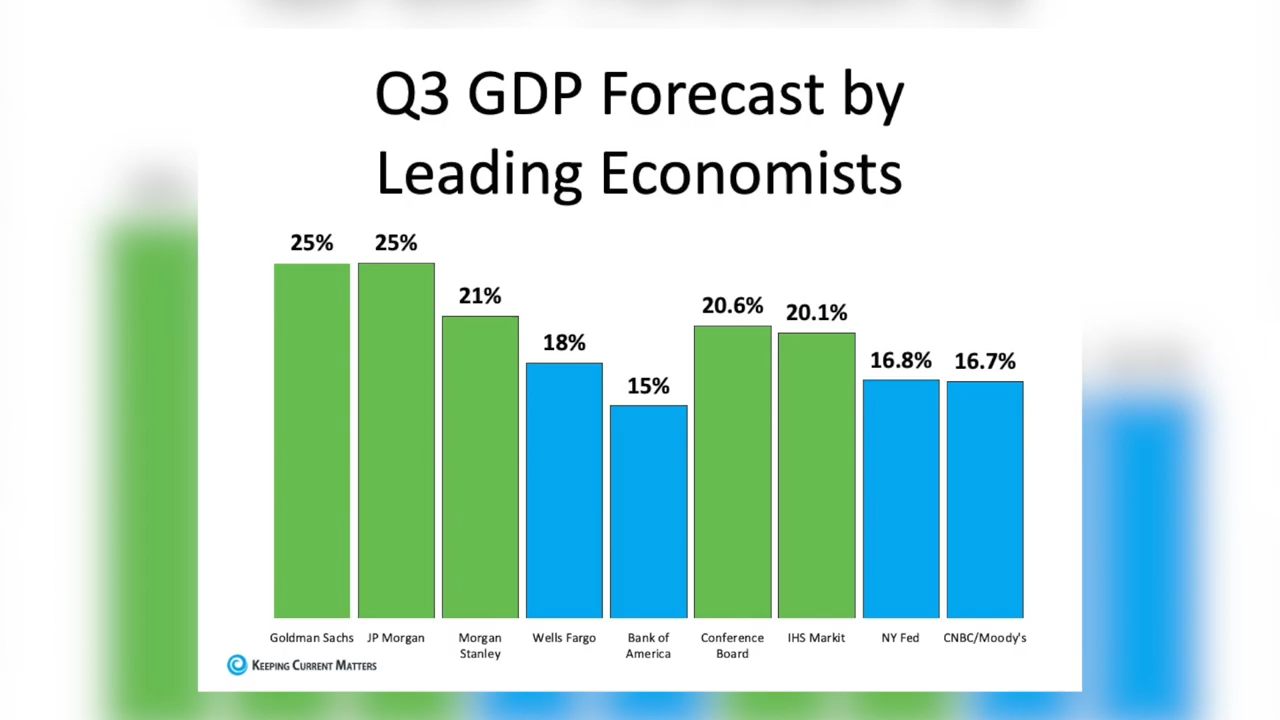 Q3 GDP Forecast by
Leading Economists
25%
25%
21%
18%
15%
20.6%
20.1%
16.8%
16.7%
Goldman Sachs
JP Morgan
Morgan
Stanley
Wells Fargo
Bank of
America
Conference
Board
IHS Markit
NY Fed
CNBC/Moody's
KEEPING CURRENT MATTERS